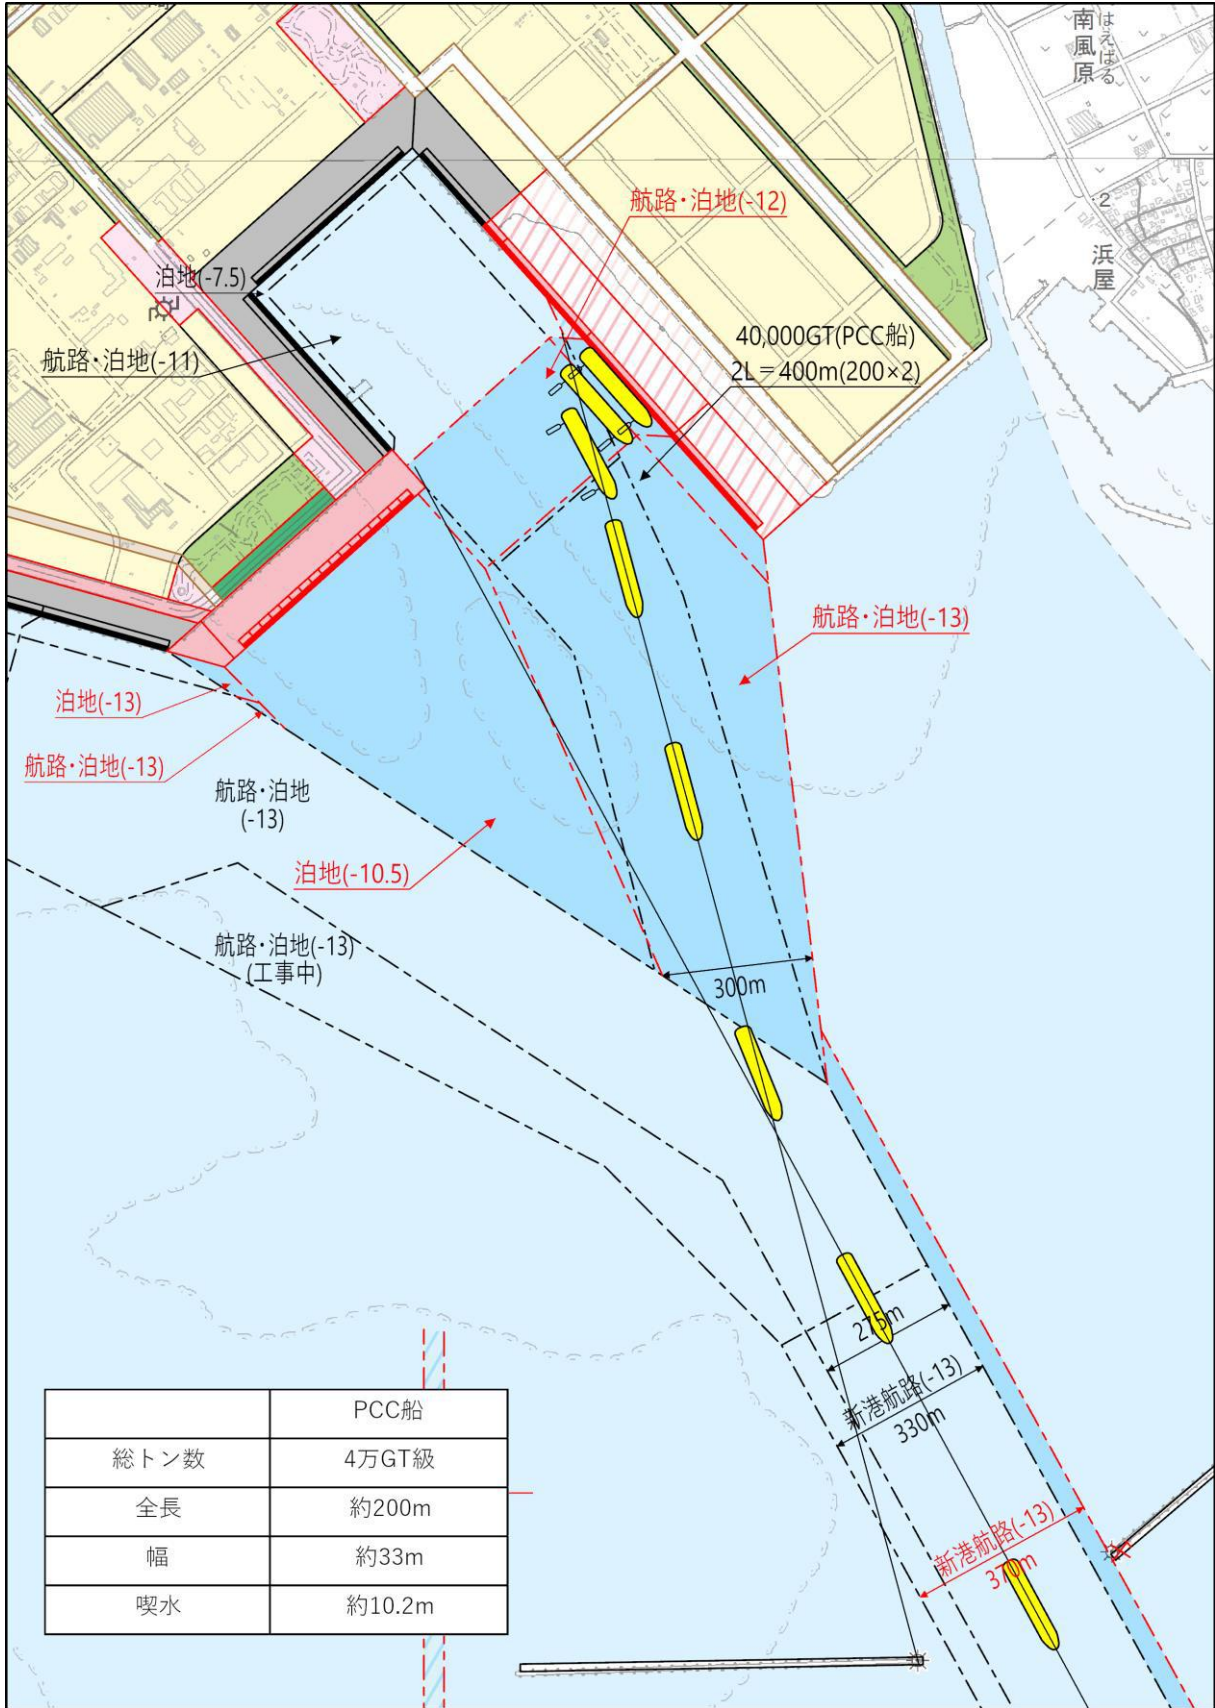 南風原
はえばる
航路・泊地(-12)
2
浜屋
泊地(-7.5)
40,000GT(PCC船)
2L＝400m(200×2)
航路・泊地(-11)
航路・泊地(-13)
泊地(-13)
航路・泊地(-13)
航路・泊地
(-13)
泊地(-10.5)
航路・泊地(-13)
(工事中)
300m
275m
新港航路(-13)
330m
新港航路(-13)
370m
PCC船
総トン数 4万GT級
全長 約200m
幅 約33m
喫水 約10.2m